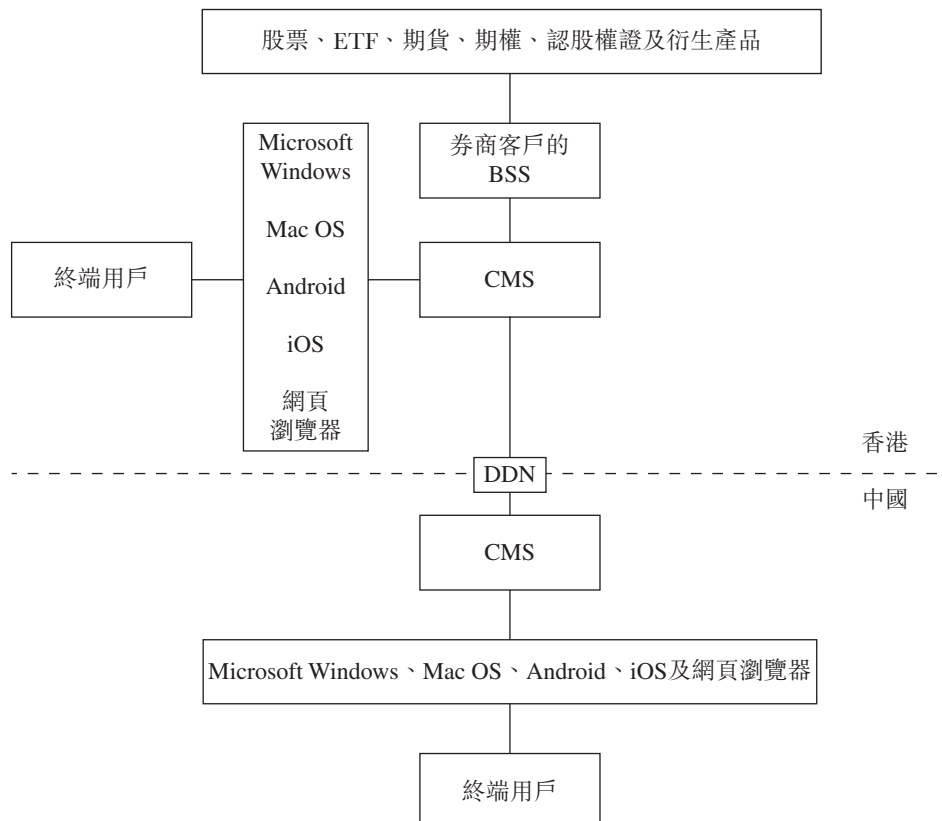 股票、ETF、期貨、期權、認股權證及衍生產品
Microsoft
Windows
Mac OS
Android
iOS
網頁
瀏覽器
券商客戶的
BSS
終端用戶
CMS
香港
DDN
中國
CMS
Microsoft Windows、Mac OS、Android、iOS及網頁瀏覽器
終端用戶